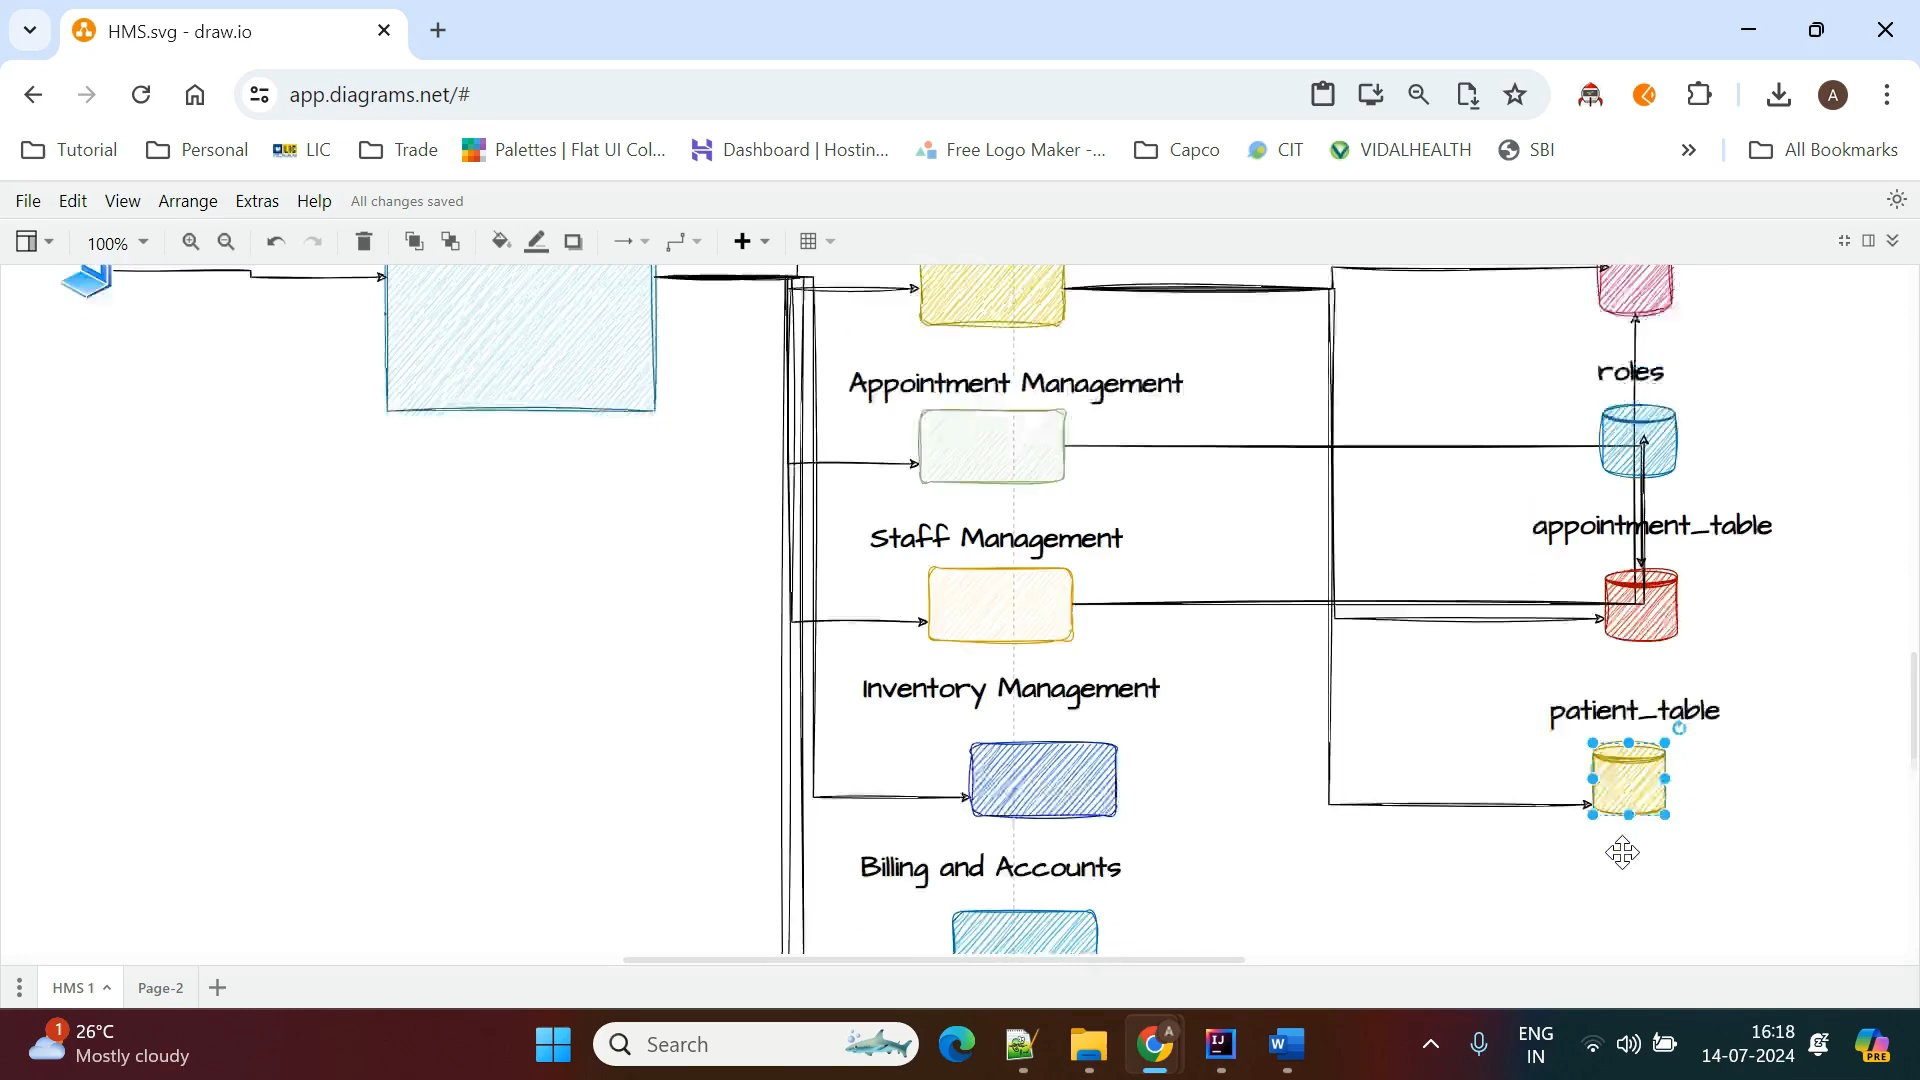 HMS.svg - draw.io
app.diagrams.net/#
A
Tutorial
Personal
LIC
Trade
Palettes | Flat UI Col...
Dashboard | Hostin...
Free Logo Maker -...
Capco
CIT
VIDALHEALTH
SBI
All Bookmarks
File
Edit
View
Arrange
Extras
Help
All changes saved
100%
Appointment Management
roles
Staff Management
appointment_table
Inventory Management
patient_table
Billing and Accounts
HMS 1
Page-2
1
26°C
Mostly cloudy
Search
A
ENG
IN
16:18
14-07-2024
PRE